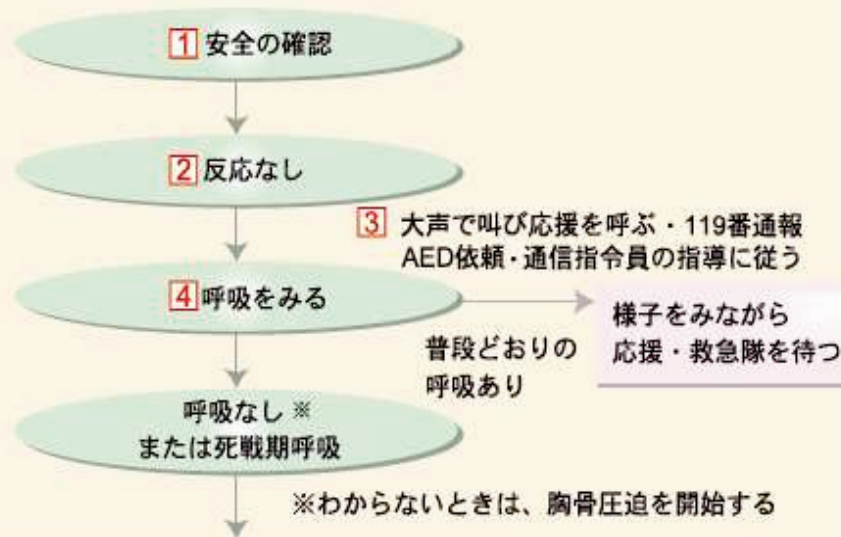 1 安全の確認
2 反応なし
3 大声で叫び応援を呼ぶ・119番通報
AED依頼・通信指令員の指導に従う
4 呼吸をみる
普段どおりの
呼吸あり
様子をみながら
応援・救急隊を待つ
呼吸なし※
または死戦期呼吸
※わからないときは、胸骨圧迫を開始する